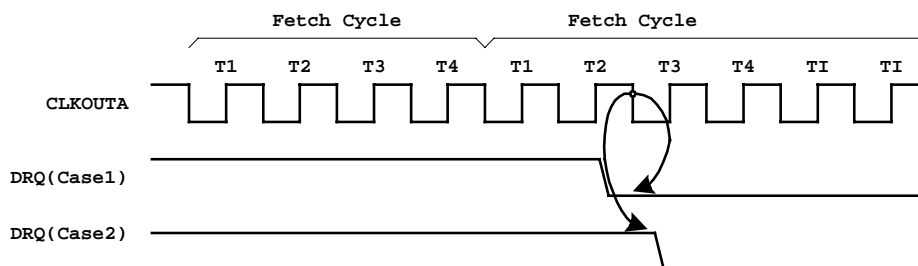 Fetch Cycle Fetch Cycle
T1 T2 T3 T4 T1 T2 T3 T4 TI TI
CLKOUTA
DRQ(Case1)
DRQ(Case2)